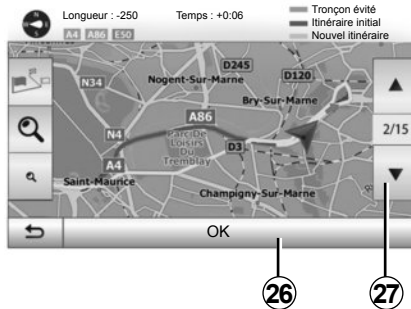 Longueur : -250 Temps : +0:06
Tronçon évité
Itinéraire initial
Nouvel itinéraire
A4 A86 E50
D245
D120
N34
Nogent-Sur-Marne
Bry-Sur-Marne
A86
2/15
N4
Parc De
Loisirs
Du
Tremblay
D3
A4
Saint-Maurice
Champigny-Sur-Marne
OK
26
27